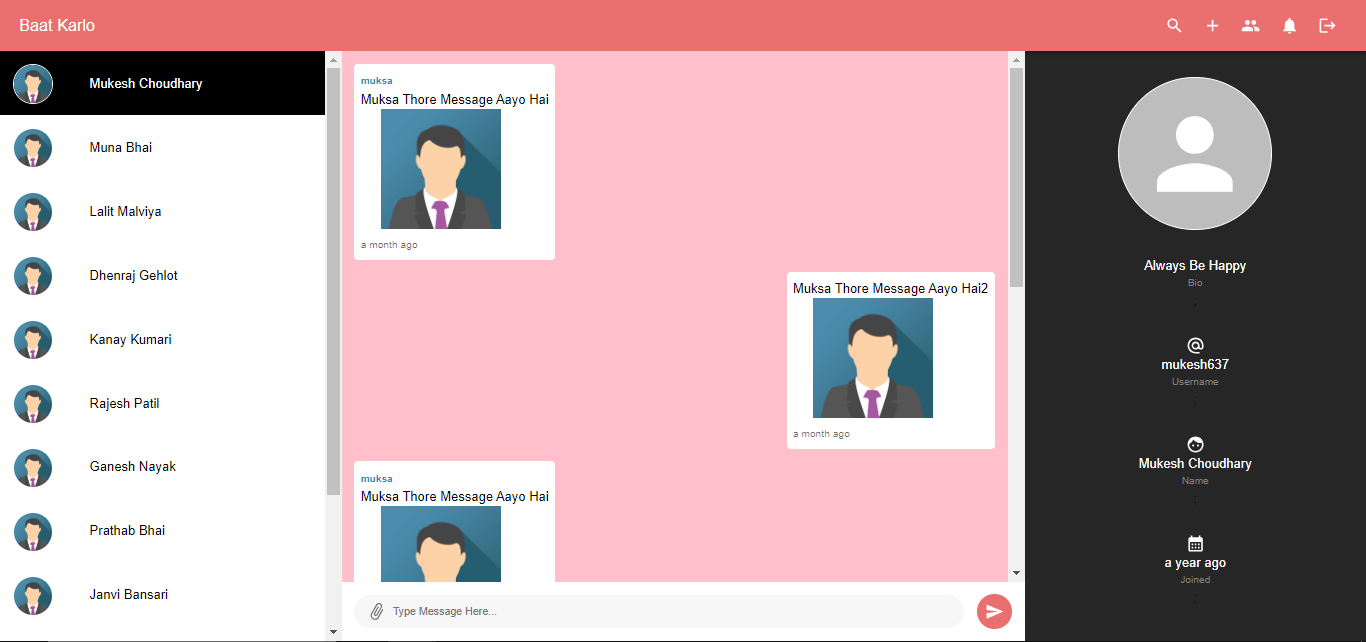 Baat Karlo
Mukesh Choudhary
Muna Bhai
Lalit Malviya
Dhenraj Gehlot
Kanay Kumari
Rajesh Patil
Ganesh Nayak
Prathab Bhai
Janvi Bansari
muksa
Muksa Thore Message Aayo Hai
a month ago
Muksa Thore Message Aayo Hai2
a month ago
muksa
Muksa Thore Message Aayo Hai
Type Message Here...
Always Be Happy
Bio
:
mukesh637
Username
:
Mukesh Choudhary
Name
:
a year ago
Joined
: